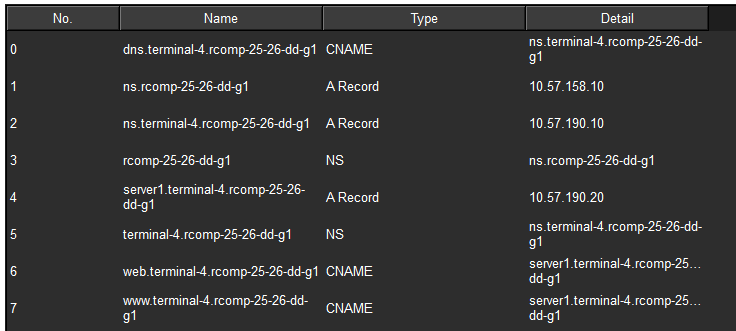 No. Name Type Detail
0 dns.terminal-4.rcomp-25-26-dd-g1 CNAME ns.terminal-4.rcomp-25-26-dd-
g1
1 ns.rcomp-25-26-dd-g1 A Record 10.57.158.10
2 ns.terminal-4.rcomp-25-26-dd-g1 A Record 10.57.190.10
3 rcomp-25-26-dd-g1 NS ns.rcomp-25-26-dd-g1
4 server1.terminal-4.rcomp-25-26-
dd-g1 A Record 10.57.190.20
5 terminal-4.rcomp-25-26-dd-g1 NS ns.terminal-4.rcomp-25-26-dd-
g1
6 web.terminal-4.rcomp-25-26-dd-g1 CNAME server1.terminal-4.rcomp-25...
dd-g1
7 www.terminal-4.rcomp-25-26-dd-
g1 CNAME server1.terminal-4.rcomp-25...
dd-g1